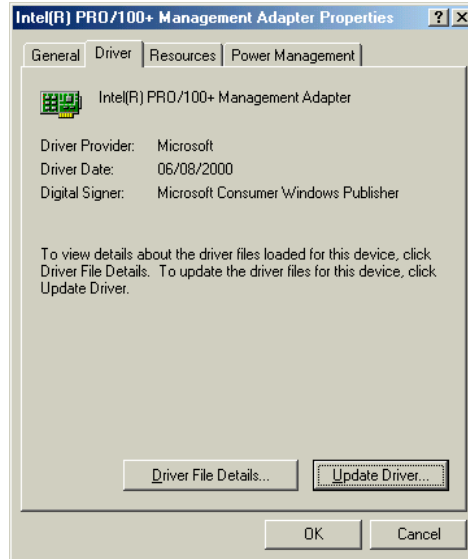 Intel(R) PRO/100+ Management Adapter Properties ? X
General Driver Resources Power Management
Intel(R) PRO/100+ Management Adapter
Driver Provider: Microsoft
Driver Date: 06/08/2000
Digital Signer: Microsoft Consumer Windows Publisher
To view details about the driver files loaded for this device, click
Driver File Details. To update the driver files for this device, click
Update Driver.
Driver File Details... Update Driver...
OK Cancel